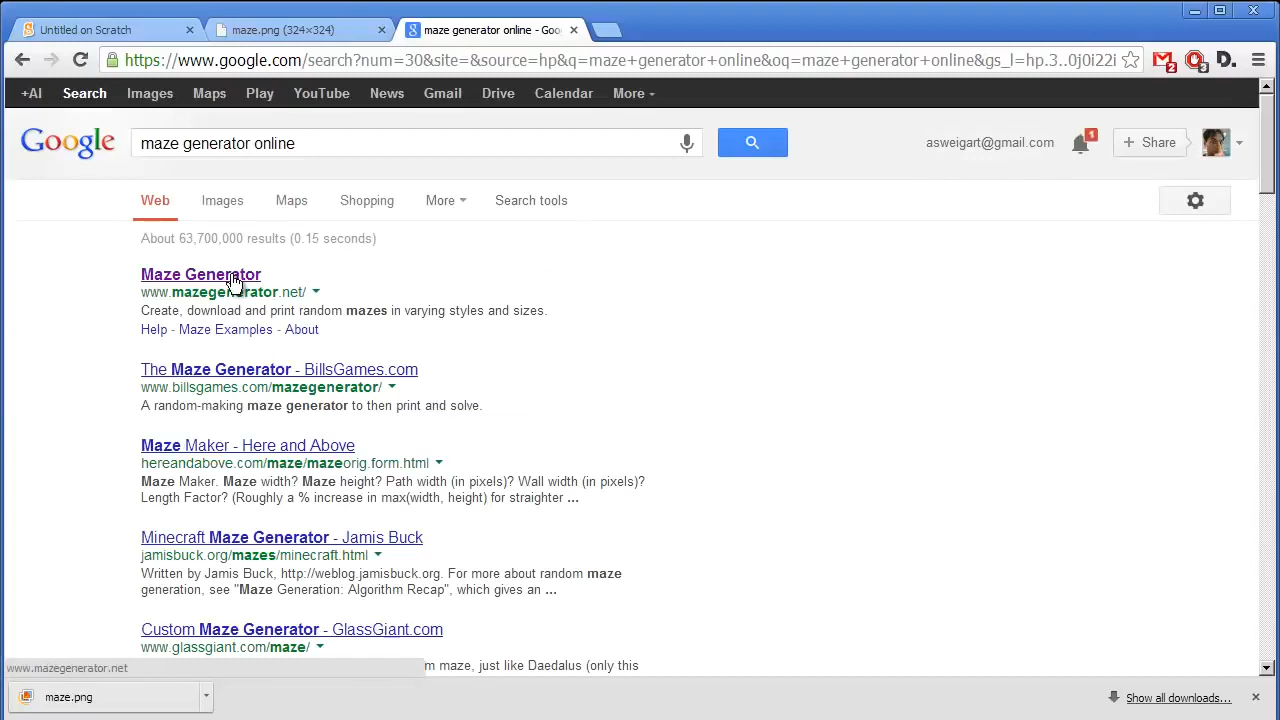 Untitled on Scratch
maze.png (324×324)
maze generator online - Goo
https://www.google.com/search?num=30&site=&source=hp&q=maze+generator+online&oq=maze+generator+online&gs_l=hp.3..0j0i22i
2
3
D.
+AI Search Images Maps Play YouTube News Gmail Drive Calendar More
Google
maze generator online
asweigart@gmail.com
1
+ Share
Web Images Maps Shopping More Search tools
About 63,700,000 results (0.15 seconds)
Maze Generator
www.mazegenerator.net/
Create, download and print random mazes in varying styles and sizes.
Help - Maze Examples - About
The Maze Generator - BillsGames.com
www.billsgames.com/mazegenerator/
A random-making maze generator to then print and solve.
Maze Maker - Here and Above
hereandabove.com/maze/mazeorig.form.html
Maze Maker. Maze width? Maze height? Path width (in pixels)? Wall width (in pixels)?
Length Factor? (Roughly a % increase in max(width, height) for straighter ...
Minecraft Maze Generator - Jamis Buck
jamisbuck.org/mazes/minecraft.html
Written by Jamis Buck, http://weblog.jamisbuck.org. For more about random maze
generation, see "Maze Generation: Algorithm Recap", which gives an ...
Custom Maze Generator - GlassGiant.com
www.glassgiant.com/maze/
m maze, just like Daedalus (only this
www.mazegenerator.net
maze.png
Show all downloads...